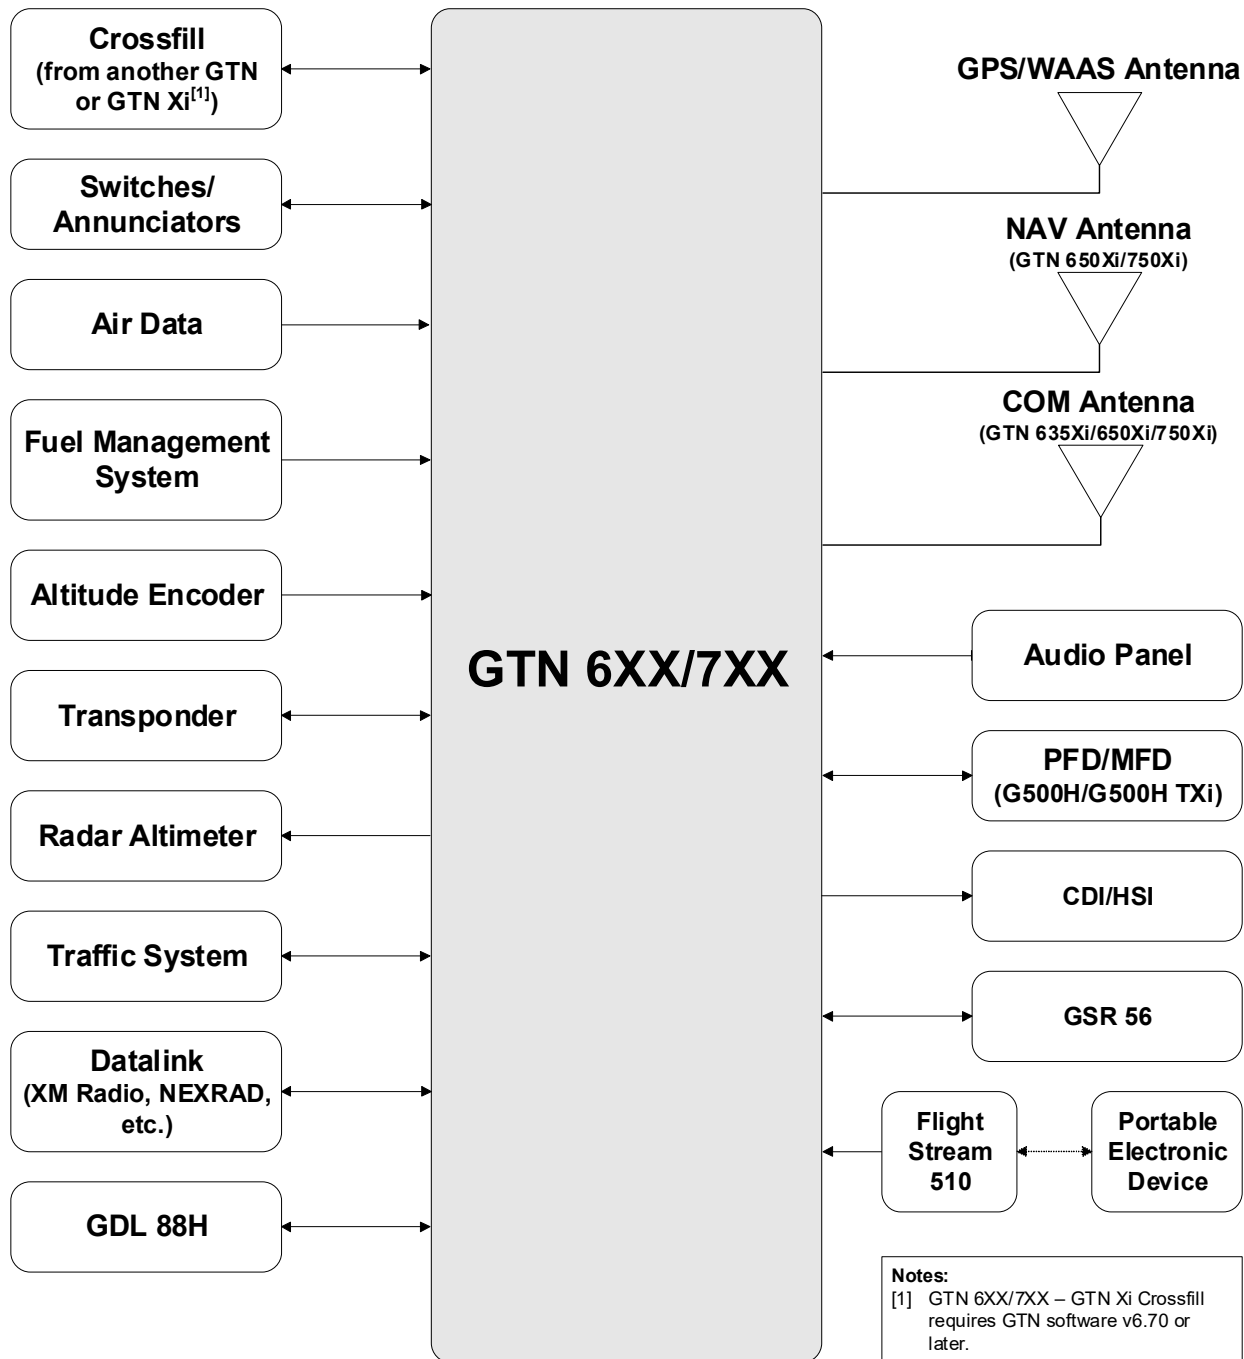 Crossfill
(from another GTN
or GTN Xi[1])
Switches/
Annunciators
Air Data
Fuel Management
System
Altitude Encoder
Transponder
Radar Altimeter
Traffic System
Datalink
(XM Radio, NEXRAD,
etc.)
GDL 88H
GTN 6XX/7XX
GPS/WAAS Antenna
NAV Antenna
(GTN 650Xi/750Xi)
COM Antenna
(GTN 635Xi/650Xi/750Xi)
Audio Panel
PFD/MFD
(G500H/G500H TXi)
CDI/HSI
GSR 56
Flight
Stream
510
Portable
Electronic
Device
Notes:
[1] GTN 6XX/7XX – GTN Xi Crossfill
requires GTN software v6.70 or
later.